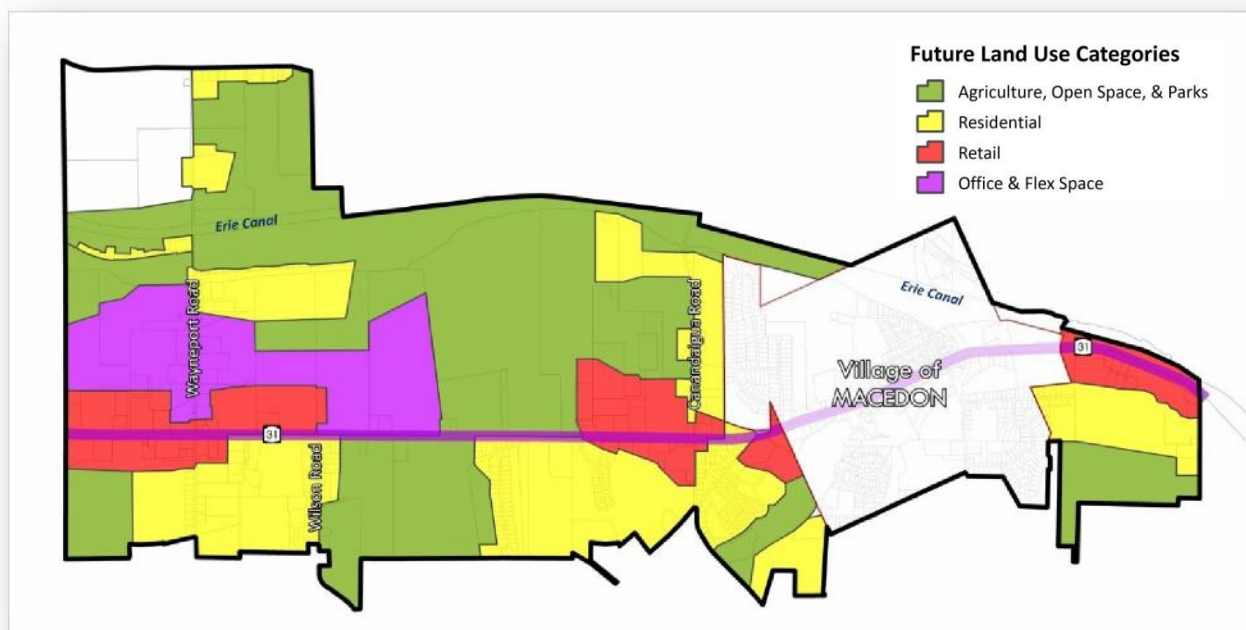 Future Land Use Categories
Agriculture, Open Space, & Parks
Residential
Retail
Office & Flex Space
Erie Canal
Erie Canal
Wayneport Road
Canandaigua Road
31
Village of
MACEDON
31
Wilson Road